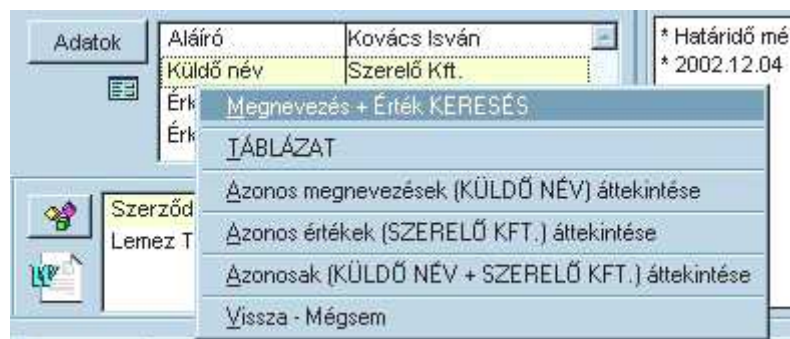 Adatok
Aláíró Kovács István
Küldő név Szerelő Kft.
Érk
Érk
* Határidő mé
* 2002.12.04
Megnevezés + Érték KERESÉS
TÁBLÁZAT
Azonos megnevezések (KÜLDŐ NÉV) áttekintése
Azonos értékek (SZERELŐ KFT.) áttekintése
Azonosak (KÜLDŐ NÉV + SZERELŐ KFT.) áttekintése
Vissza - Mégsem
Szerződ
Lemez T